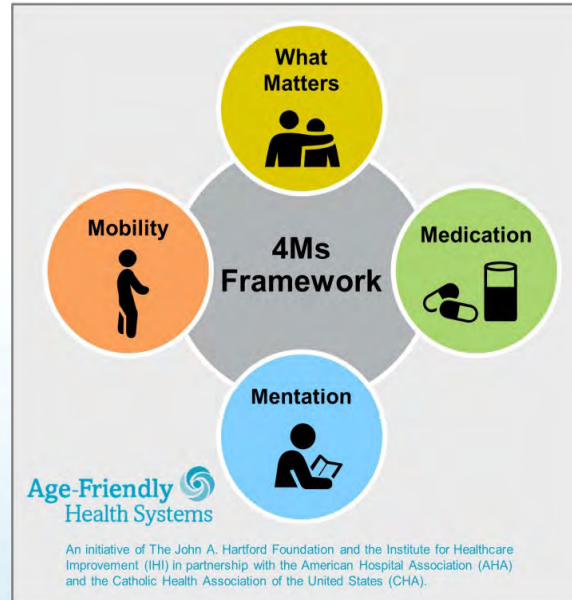 What
Matters
Mobility
4Ms
Framework
Medication
Mentation
Age-Friendly
Health Systems
An initiative of The John A. Hartford Foundation and the Institute for Healthcare
Improvement (IHI) in partnership with the American Hospital Association (AHA)
and the Catholic Health Association of the United States (CHA).